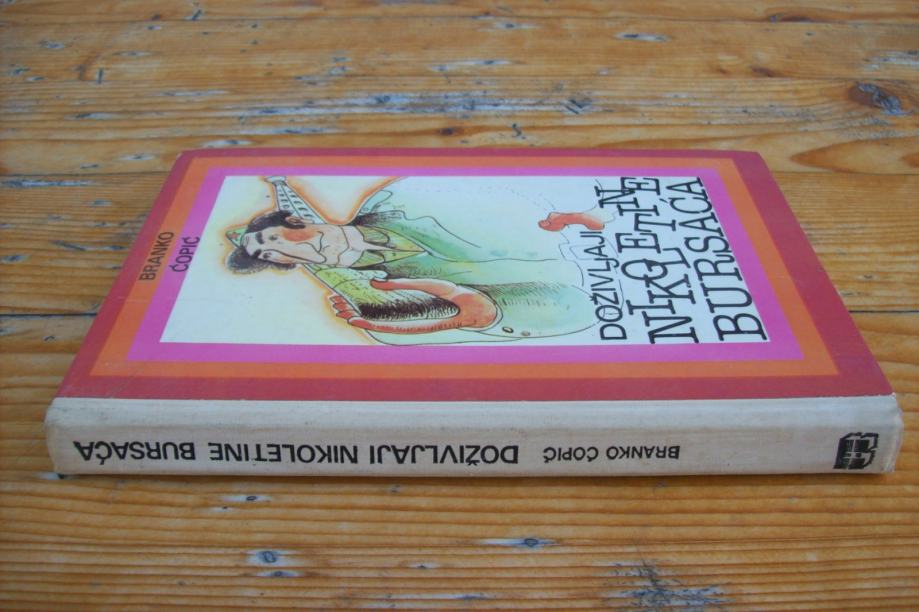 BRANKO
ĆOPIĆ
DOŽIVLJAJI
NIKOLETINE
BURSAĆA
BRANKO ĆOPIĆ DOŽIVLJAJI NIKOLETINE BURSAĆA